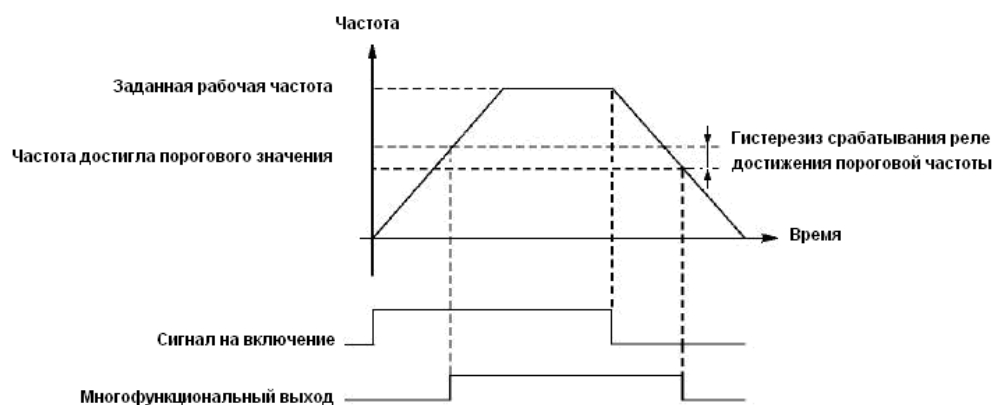 Частота
Заданная рабочая частота
Частота достигла порогового значения
Гистерезиз срабатывания реле
достижения пороговой частоты
Время
Сигнал на включение
Многофункциональный выход